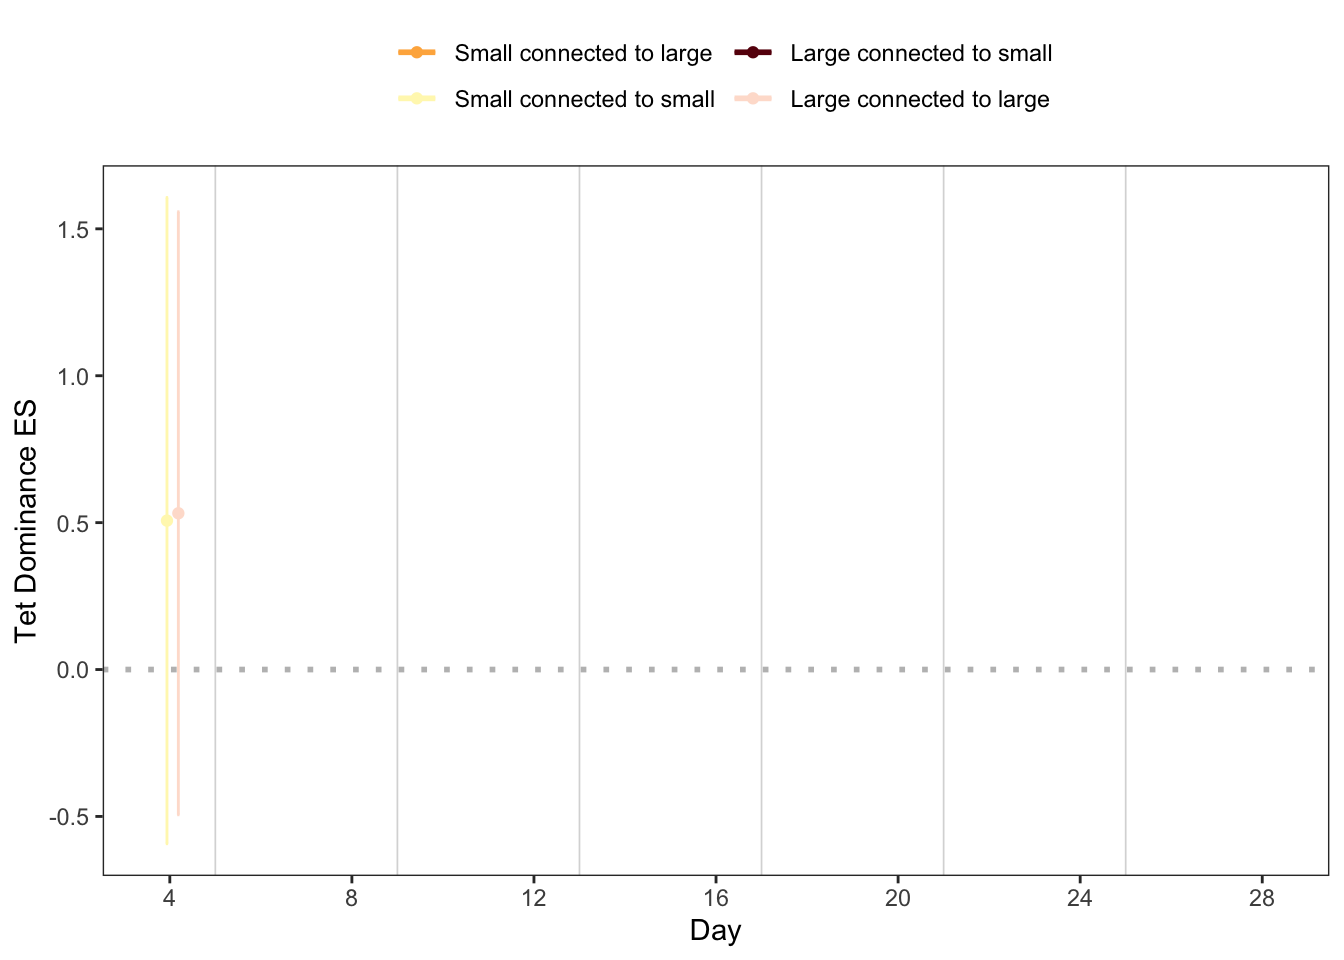 Small connected to large
Large connected to small
Small connected to small
Large connected to large
Tet Dominance ES
1.5
1.0
0.5
0.0
-0.5
4 8 12 16 20 24 28
Day